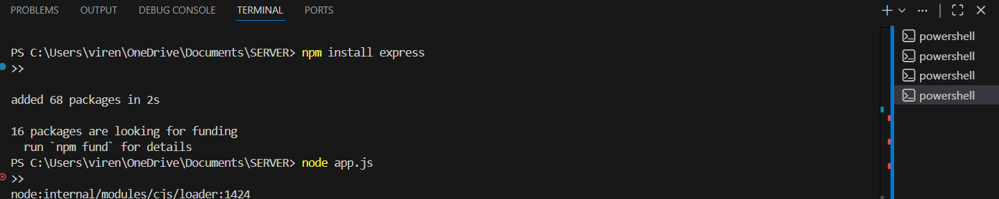 PROBLEMS OUTPUT DEBUG CONSOLE TERMINAL PORTS
PS C:\Users\viren\OneDrive\Documents\SERVER> npm install express
>>
added 68 packages in 2s
16 packages are looking for funding
run `npm fund` for details
PS C:\Users\viren\OneDrive\Documents\SERVER> node app.js
>>
node:internal/modules/cjs/loader:1424
powershell
powershell
powershell
powershell